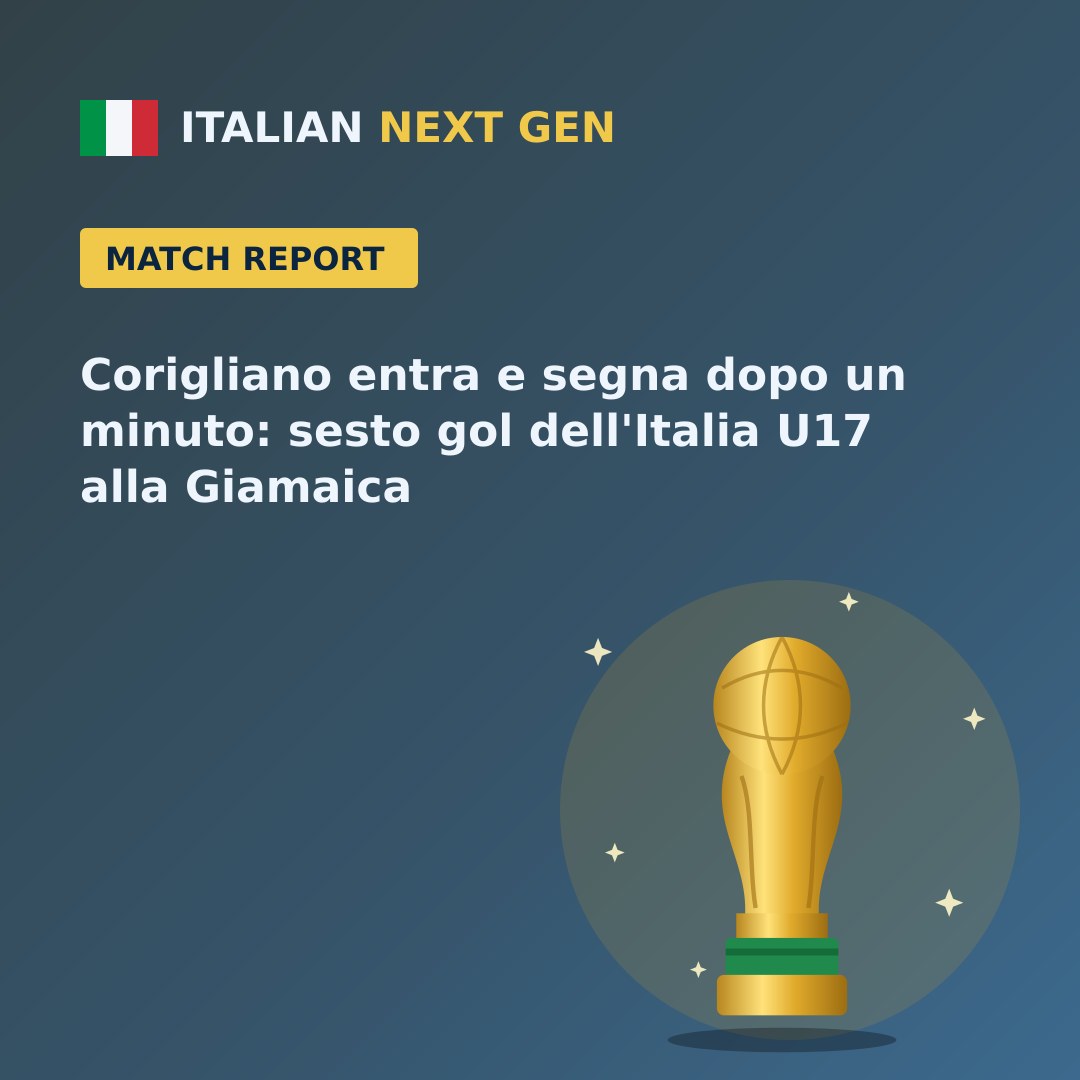 ITALIAN NEXT GEN
MATCH REPORT
Corigliano entra e segna dopo un
minuto: sesto gol dell'Italia U17
alla Giamaica